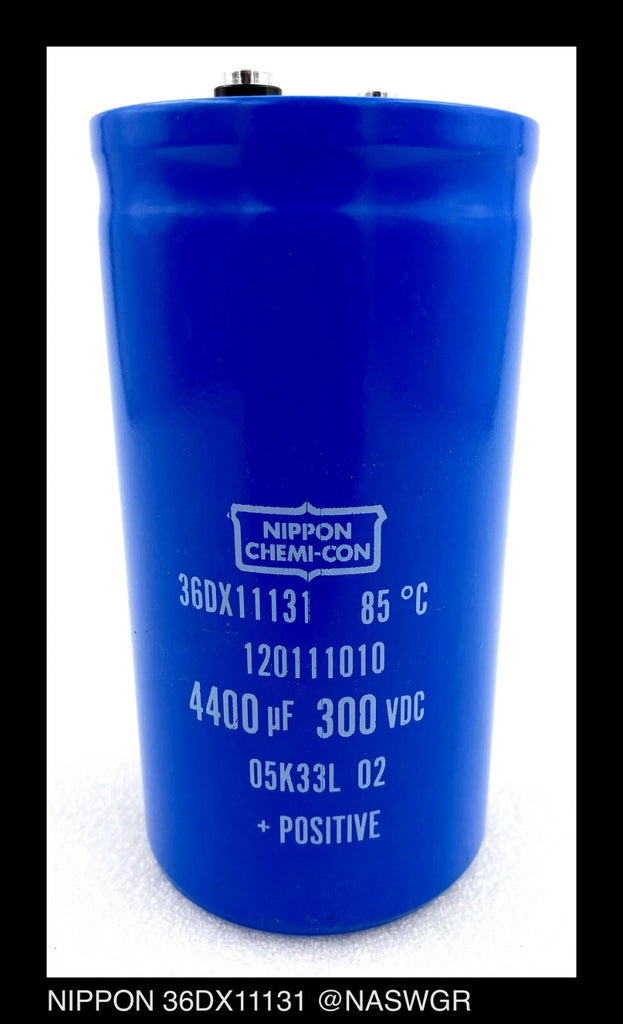 NIPPON
CHEMI-CON
36DX11131 85 °C
120111010
4400 µF 300 VDC
05K33L 02
+ POSITIVE
NIPPON 36DX11131 @NASWGR